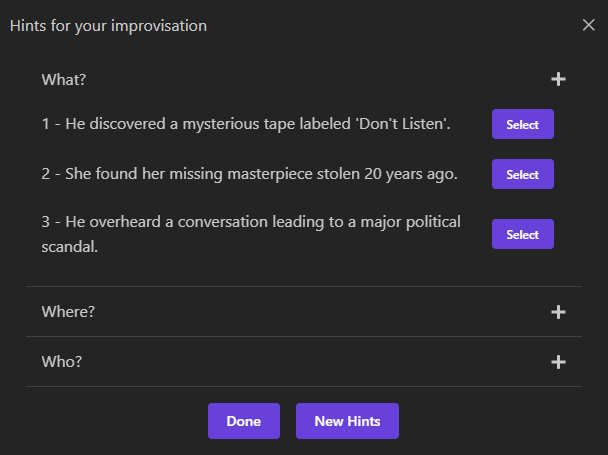 Hints for your improvisation
What?
1 - He discovered a mysterious tape labeled 'Don't Listen'.
Select
2 - She found her missing masterpiece stolen 20 years ago.
Select
3 - He overheard a conversation leading to a major political
scandal.
Select
Where?
Who?
Done
New Hints